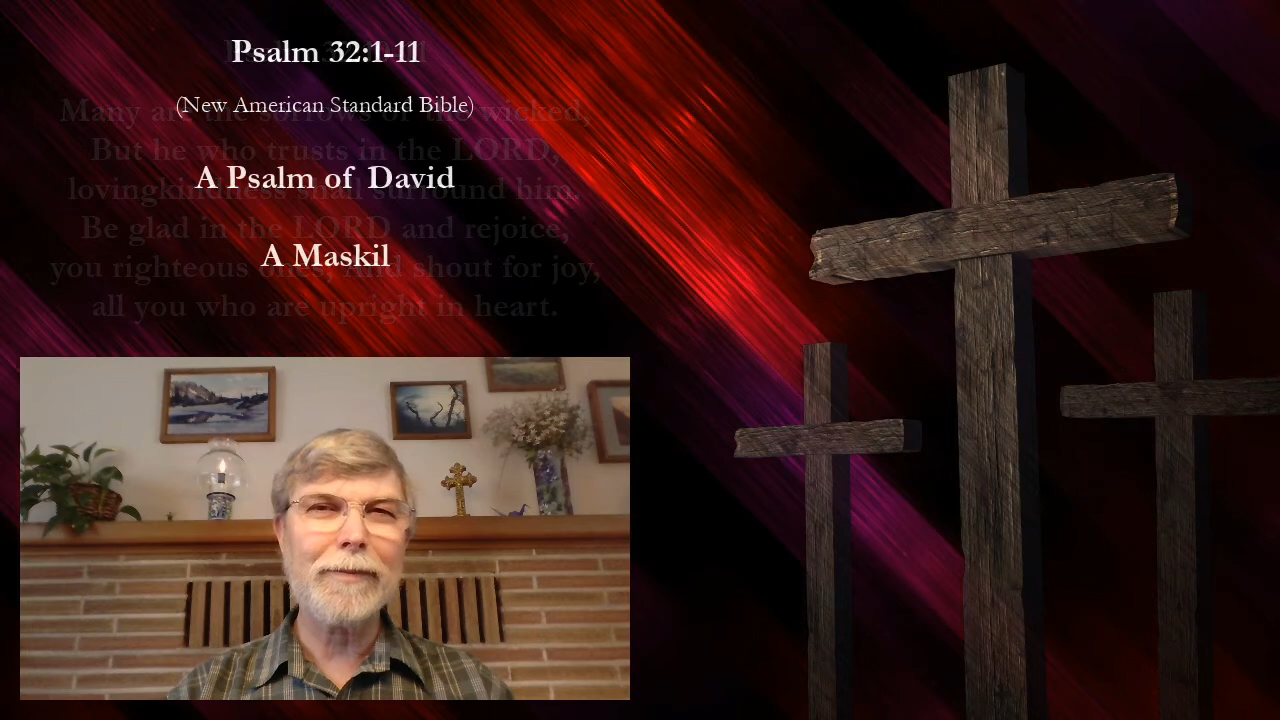 Psalm 32:1-11
(New American Standard Bible)
Many are the sorrows of the wicked,
But he who trusts in the LORD,
A Psalm of David
lovingkindness shall surround him.
Be glad in the LORD and rejoice,
A Maskil
you righteous ones, And shout for joy,
all you who are upright in heart.